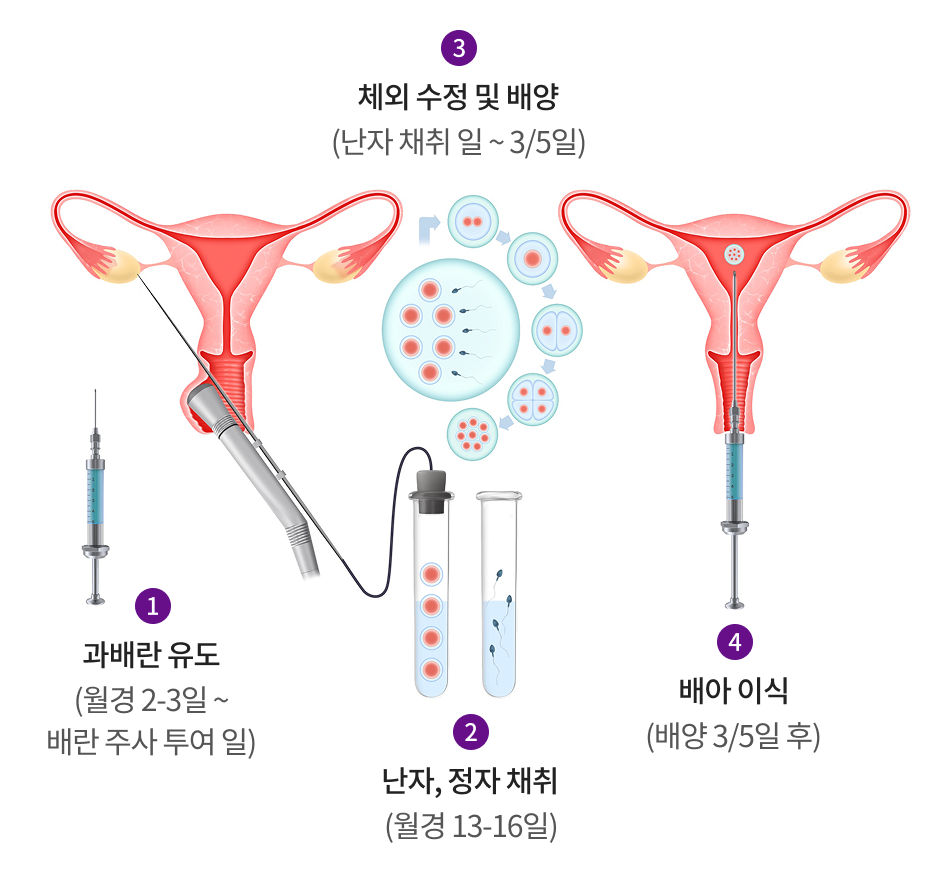 3
체외 수정 및 배양
(난자 채취 일 ~ 3/5일)
1
과배란 유도
(월경 2-3일 ~
배란 주사 투여 일)
2
난자, 정자 채취
(월경 13-16일)
4
배아 이식
(배양 3/5일 후)